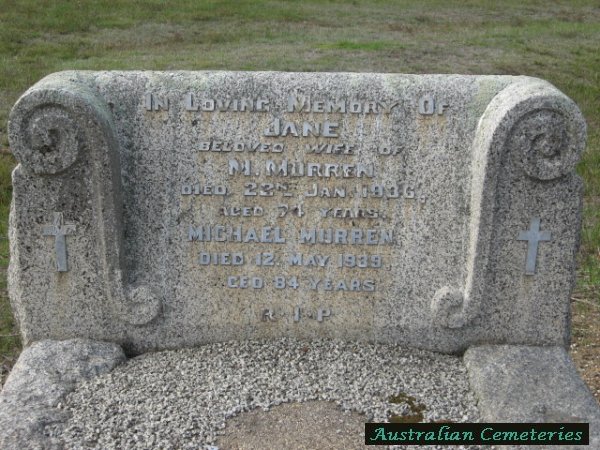 In Loving Memory Of
JANE
BELOVED WIFE OF
M. MURREN
DIED 23RD JAN. 1936,
AGED 74 YEARS.
MICHAEL MURREN
DIED 12. MAY 1939.
AGED 84 YEARS
R.I.P
Australian Cemeteries